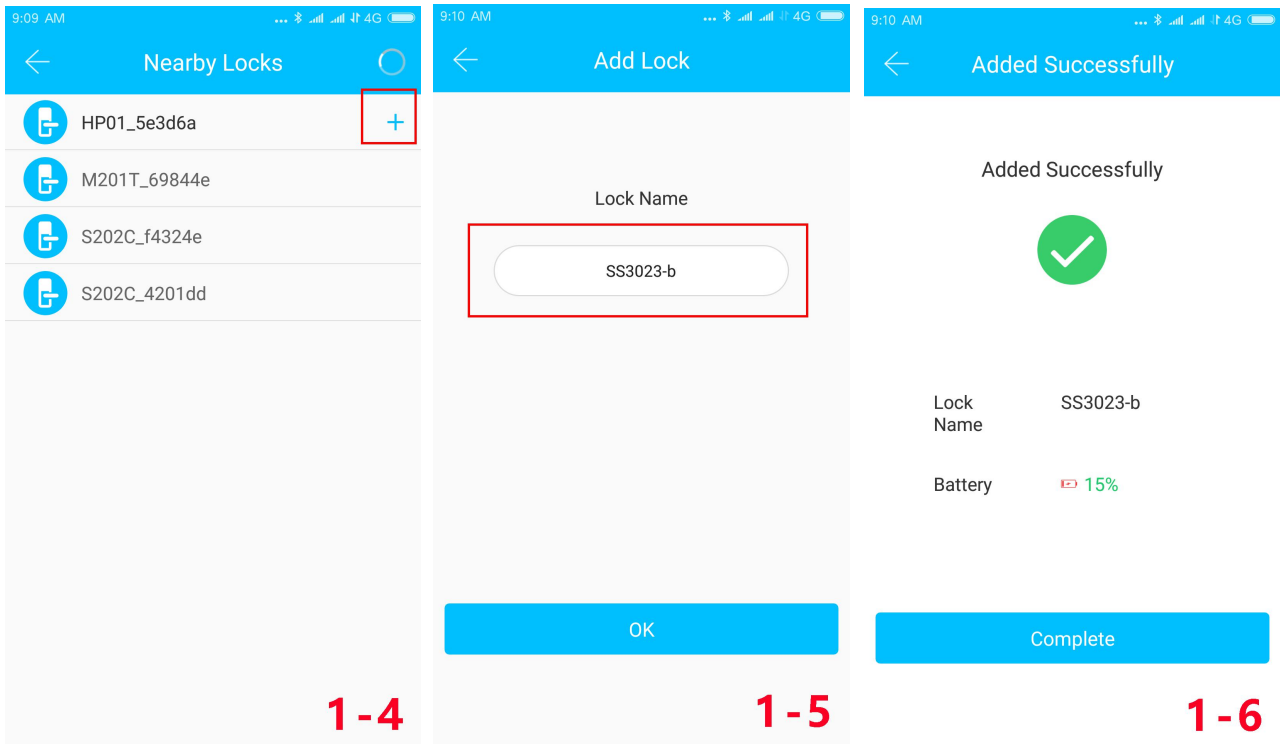 9:09 AM
... 4G
Nearby Locks
HP01_5e3d6a
+
M201T_69844e
S202C_f4324e
S202C_4201dd
1-4
9:10 AM
... 4G
Add Lock
Lock Name
SS3023-b
OK
1-5
9:10 AM
... 4G
Added Successfully
Added Successfully
Lock Name
SS3023-b
Battery
15%
Complete
1-6